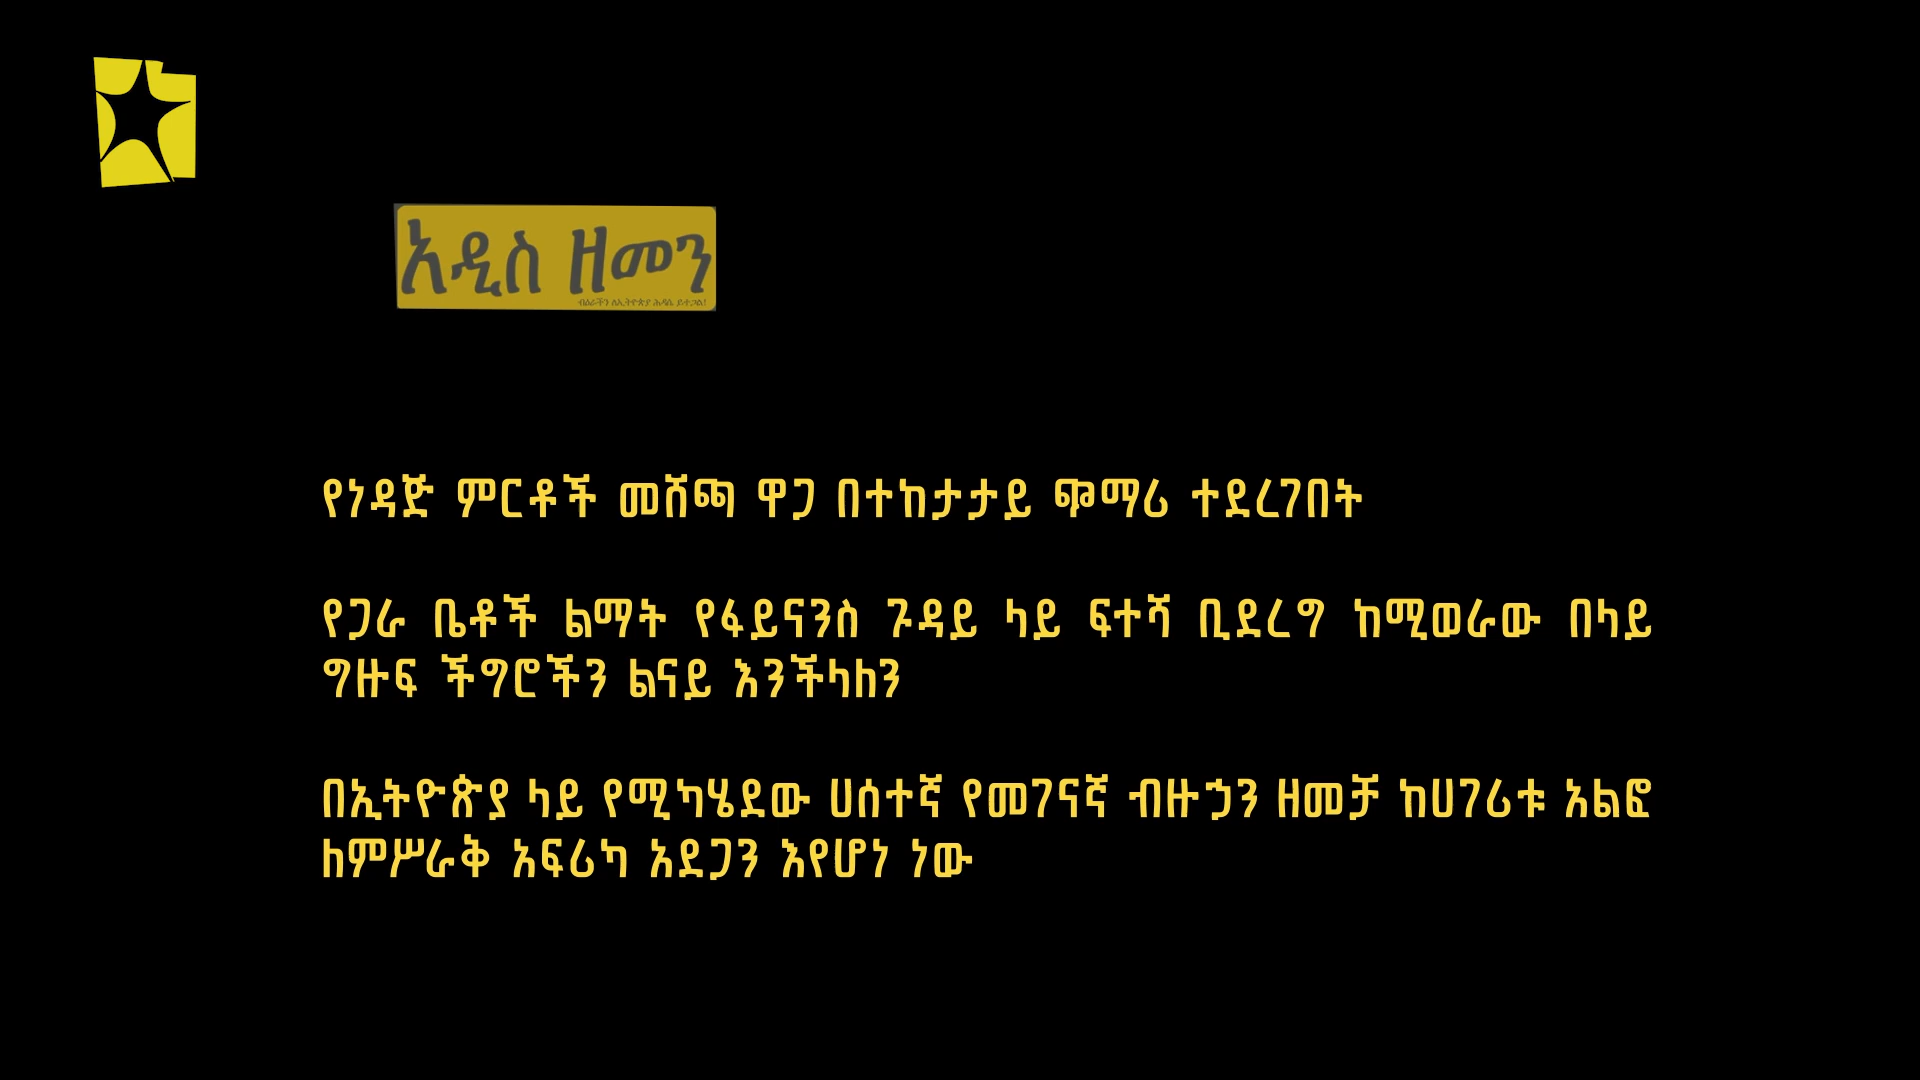 አዲስ ዘመን
የነዳጅ ምርቶች መሸጫ ዋጋ በተከታታይ ጭማሪ ተደረገበት
የጋራ ቤቶች ልማት የፋይናንስ ጉዳይ ላይ ፍተሻ ቢደረግ ከሚወራው በላይ
ግዙፍ ችግሮችን ልናይ እንችላለን
በኢትዮጵያ ላይ የሚካሄደው ሀሰተኛ የመገናኛ ብዙኃን ዘመቻ ከሀገሪቱ አልፎ
ለምሥራቅ አፍሪካ አደጋን እየሆነ ነው